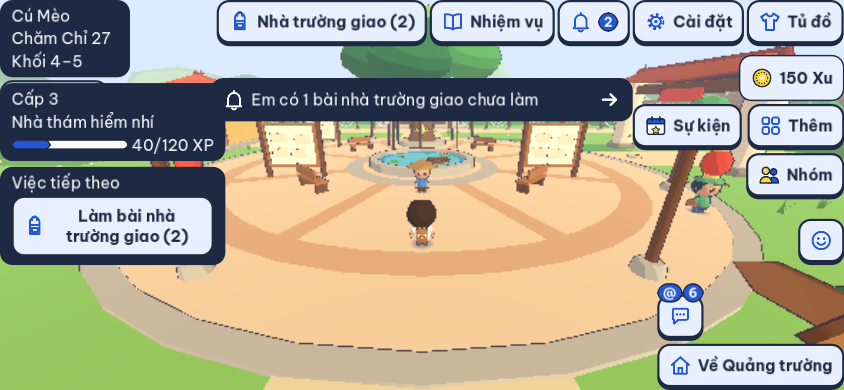 Cú Mèo
Chăm Chỉ 27
Khối 4-5
Nhà trường giao (2)
Nhiệm vụ
2
Cài đặt
Tủ đồ
150 Xu
Cấp 3
Nhà thám hiểm nhí
40/120 XP
Em có 1 bài nhà trường giao chưa làm
Sự kiện
Thêm
Nhóm
Việc tiếp theo
Làm bài nhà
trường giao (2)
@ 6
Về Quảng trường